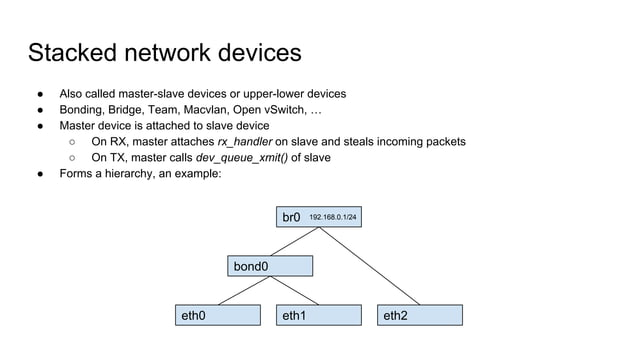 Stacked network devices
● Also called master-slave devices or upper-lower devices
● Bonding, Bridge, Team, Macvlan, Open vSwitch, …
● Master device is attached to slave device
○ On RX, master attaches rx_handler on slave and steals incoming packets
○ On TX, master calls dev_queue_xmit() of slave
● Forms a hierarchy, an example:
br0 192.168.0.1/24
bond0
eth0 eth1 eth2